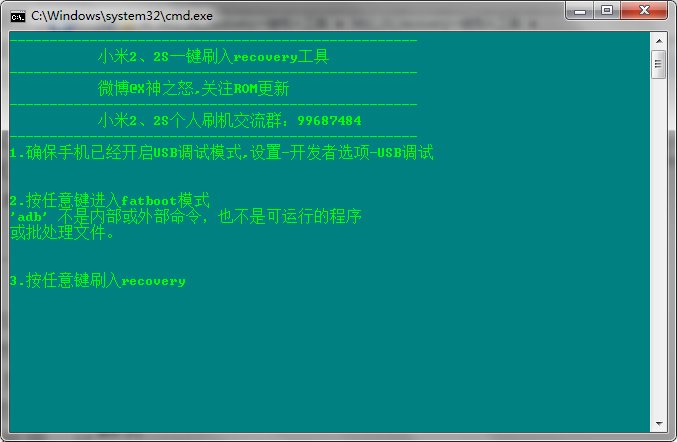 C:\Windows\system32\cmd.exe
小米2、2S一键刷入recovery工具
微博@X神之怒,关注ROM更新
小米2、2S个人刷机交流群：99687484
1.确保手机已经开启USB调试模式,设置-开发者选项-USB调试
2.按任意键进入fatboot模式
'adb' 不是内部或外部命令，也不是可运行的程序
或批处理文件。
3.按任意键刷入recovery